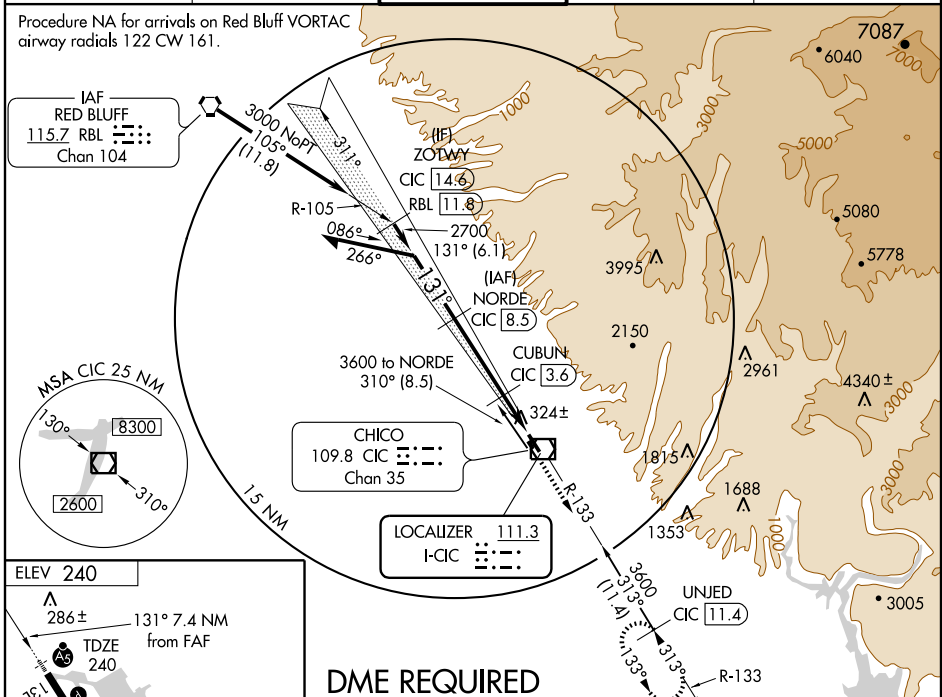 Procedure NA for arrivals on Red Bluff VORTAC
airway radials 122 CW 161.
IAF
RED BLUFF
115.7 RBL
Chan 104
3000 NoPT
105°
(11.8)
311°
(IF)
ZOTWY
CIC 14.6
RBL 11.8
R-105
2700
131° (6.1)
086°
266°
131°
(IAF)
NORDE
CIC 8.5
3600 to NORDE
310° (8.5)
CUBUN
CIC 3.6
324±
CHICO
109.8 CIC
Chan 35
LOCALIZER 111.3
I-CIC
R-133
15 NM
MSA CIC 25 NM
130°
8300
2600
310°
1000
3000
5000
7000
7087
6040
5080
5778
3995
2150
2961
4340±
3000
3000
1815
1688
1353
1000
3005
3600
313°
(11.4)
UNJED
CIC 11.4
313°
133°
R-133
ELEV 240
286±
131° 7.4 NM
from FAF
A5
TDZE
240
A
DME REQUIRED